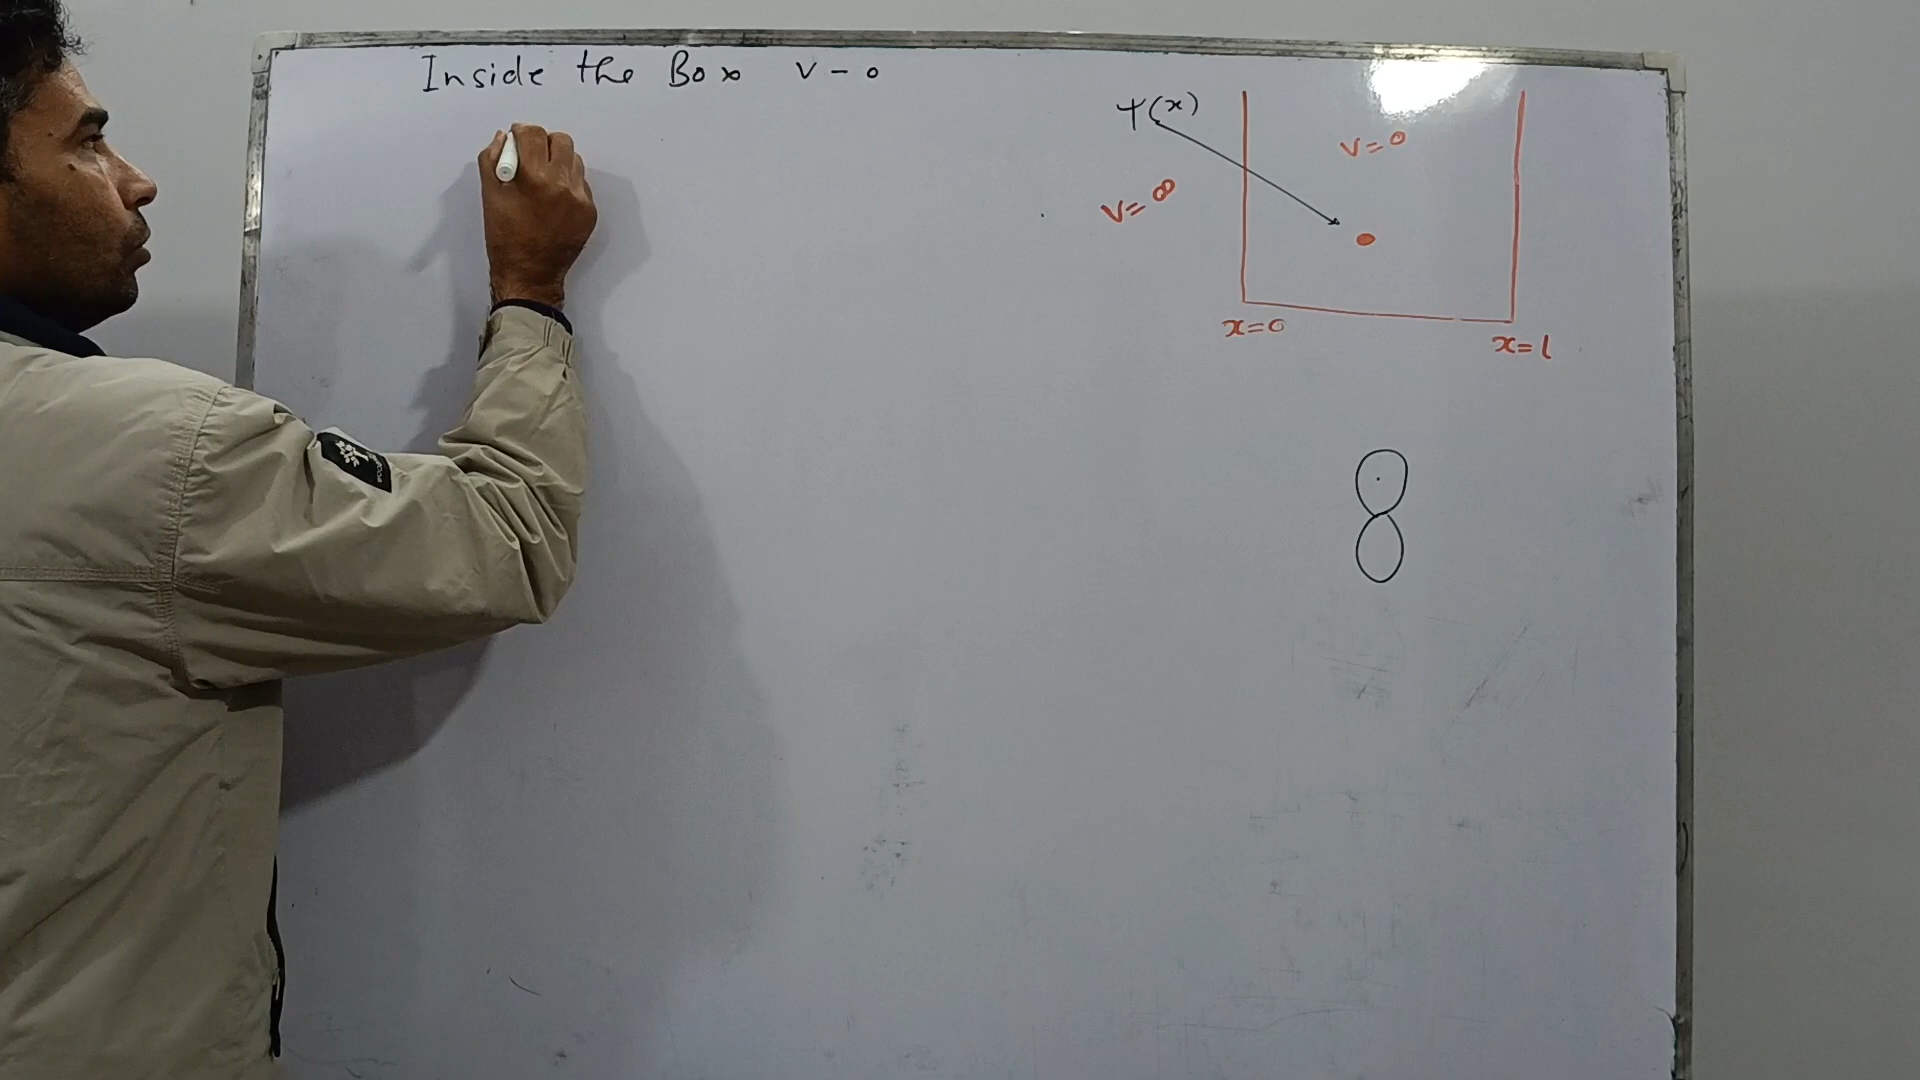 Inside the Box V - 0
Ψ(x)
V=0
V=∞
x=0
x=l